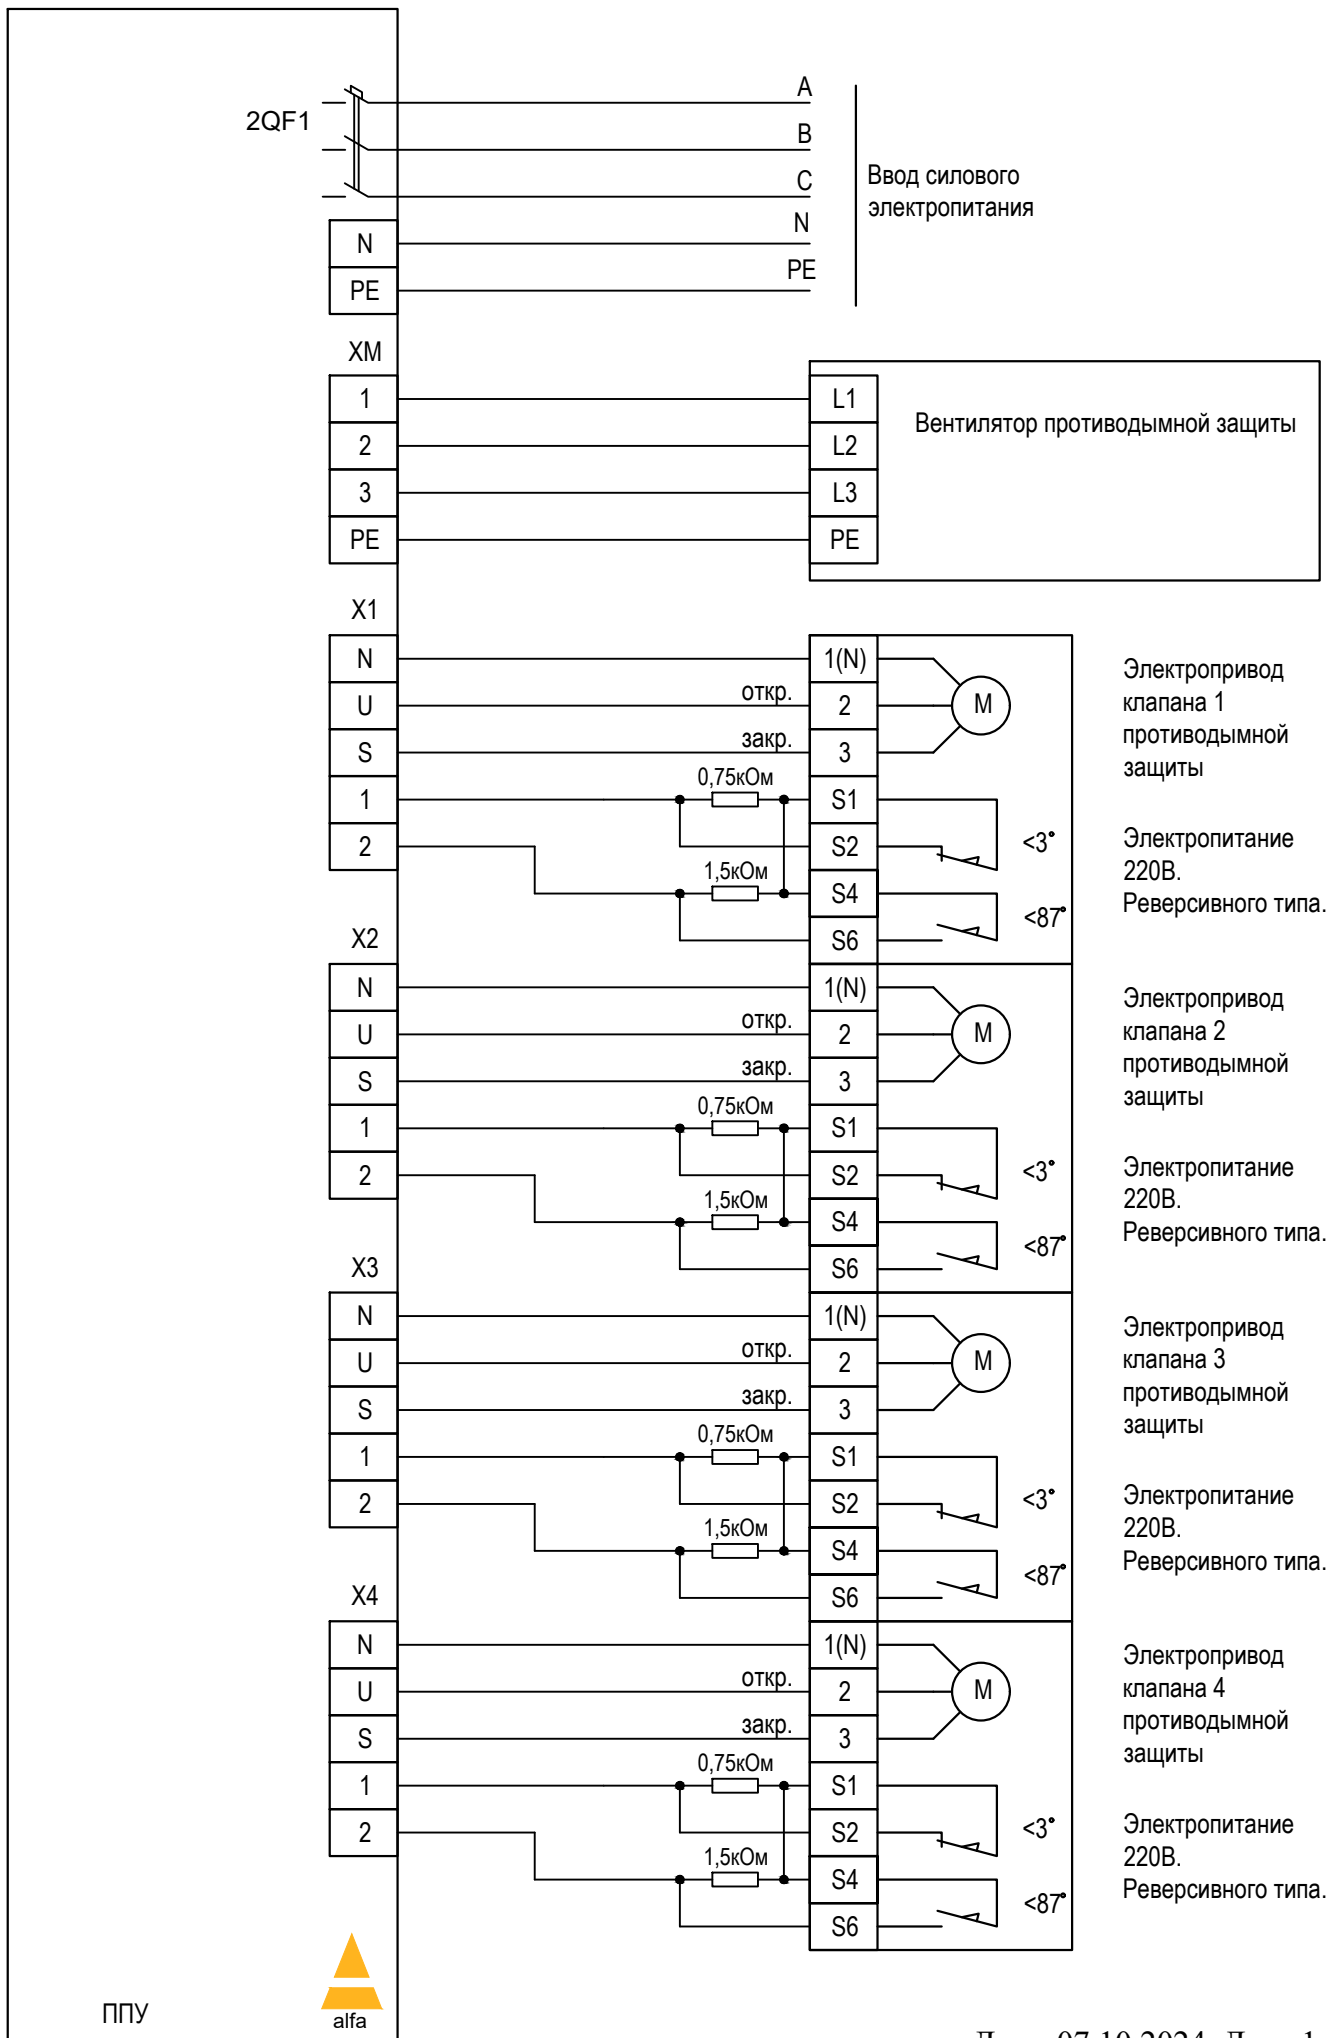 A
2QF1
B
C
Ввод силового
электропитания
N
N
PE
PE
XM
1
L1
Вентилятор противодымной защиты
2
L2
3
L3
PE
PE
X1
N
1(N)
Электропривод
клапана 1
противодымной
защиты
U
откр.
2
M
S
закр.
3
0,75кОм
1
S1
2
S2
<3°
Электропитание
220В.
Реверсивного типа.
1,5кОм
S4
S6
<87°
X2
N
1(N)
Электропривод
клапана 2
противодымной
защиты
U
откр.
2
M
S
закр.
3
0,75кОм
1
S1
2
S2
<3°
Электропитание
220В.
Реверсивного типа.
1,5кОм
S4
S6
<87°
X3
N
1(N)
Электропривод
клапана 3
противодымной
защиты
U
откр.
2
M
S
закр.
3
0,75кОм
1
S1
2
S2
<3°
Электропитание
220В.
Реверсивного типа.
1,5кОм
S4
S6
<87°
X4
N
1(N)
Электропривод
клапана 4
противодымной
защиты
U
откр.
2
M
S
закр.
3
0,75кОм
1
S1
2
S2
<3°
Электропитание
220В.
Реверсивного типа.
1,5кОм
S4
S6
<87°
ППУ
alfa
07.10.2024